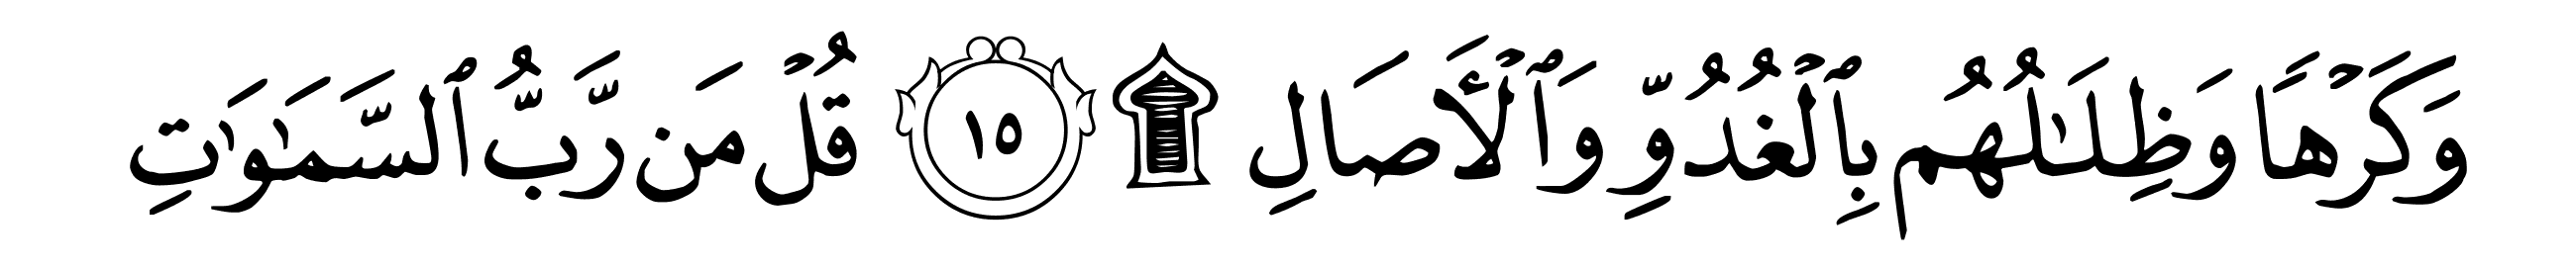 وَكَرۡهٗا وَظِلَٰلُهُم بِٱلۡغُدُوِّ وَٱلۡأٓصَالِ ۩ ١٥ قُلۡ مَن رَّبُّ ٱلسَّمَٰوَٰتِ